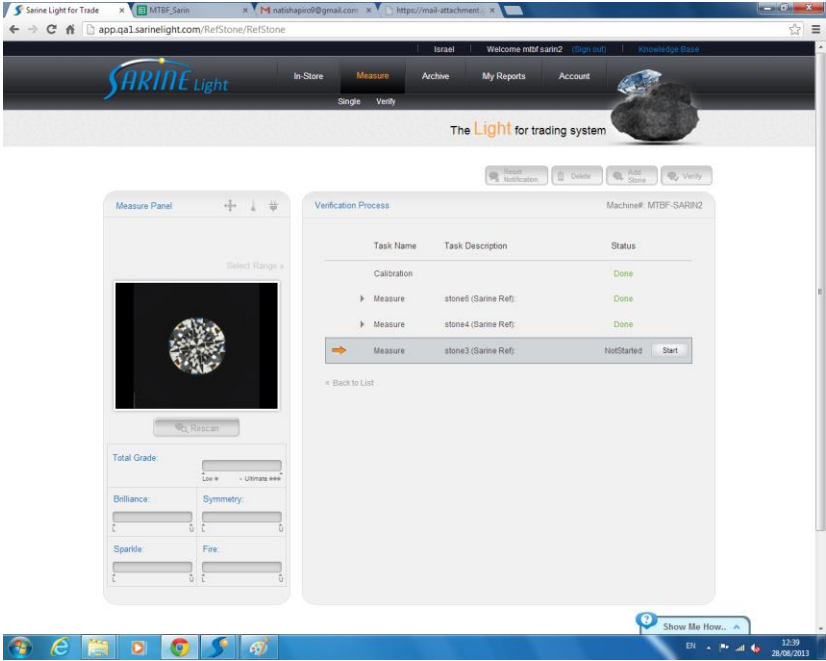 Sarine Light for Trade
MTBF_Sarin
natishapiro9@gmail.com
https://mail-attachment.
app.qa1.sarinelight.com/RefStone/RefStone
Israel Welcome mtbf sarin2 (Sign out) Knowledge Base
SARINE Light
In-Store Measure Archive My Reports Account
Single Verify
The Light for trading system
Reset Notification Delete Add Stone Verify
Measure Panel
Select Range »
Rescan
Total Grade:
Low Ultimate
Brilliance: Symmetry:
Sparkle: Fire:
Verification Process Machine#: MTBF-SARIN2
Task Name Task Description Status
Calibration Done
Measure stone6 (Sarine Ref): Done
Measure stone4 (Sarine Ref): Done
Measure stone3 (Sarine Ref): NotStarted Start
« Back to List
Show Me How..
EN 12:39
28/08/2013